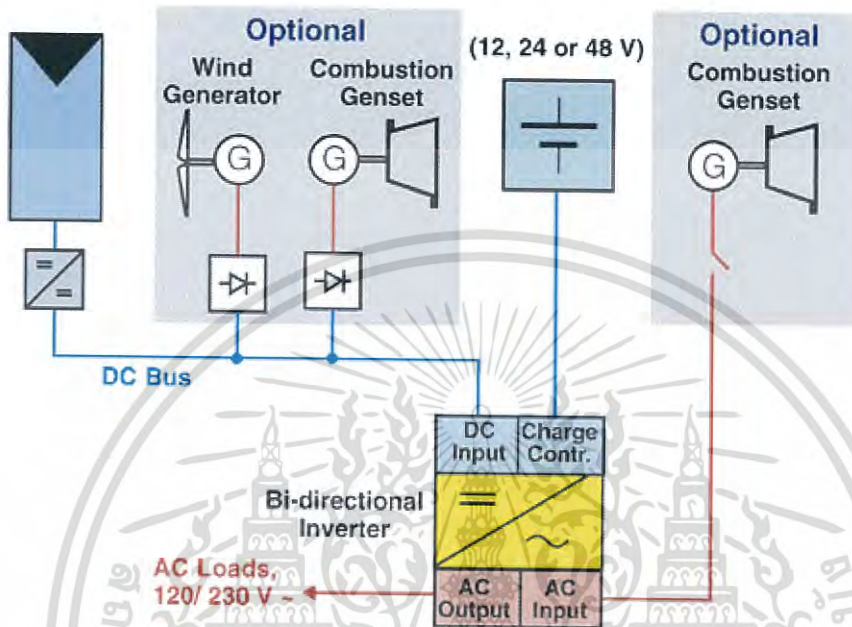 Optional
Wind
Generator
Combustion
Genset
G
G
(12, 24 or 48 V)
Optional
Combustion
Genset
G
DC Bus
DC
Input
Charge
Contr.
Bi-directional
Inverter
AC Loads,
120/ 230 V ~
AC
Output
AC
Input